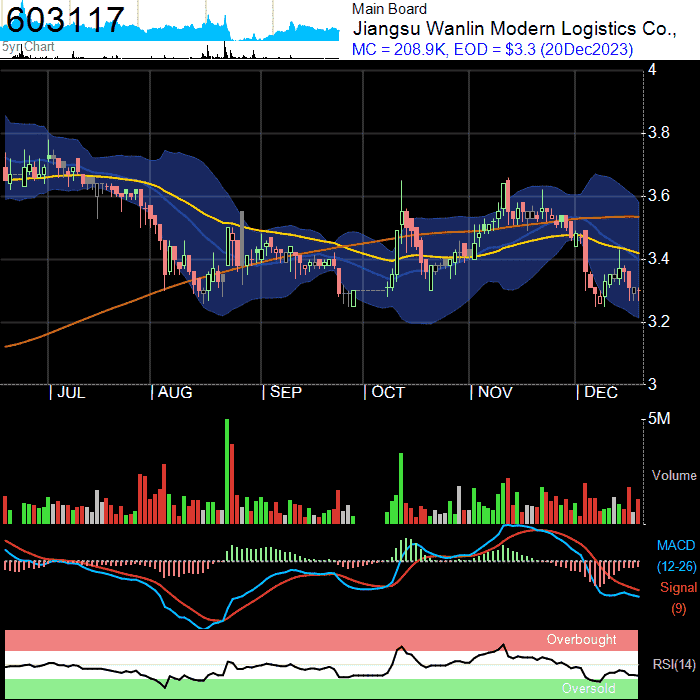 603117
5yr Chart
Main Board
Jiangsu Wanlin Modern Logistics Co.,
MC = 208.9K, EOD = $3.3 (20Dec2023)
4
3.8
3.6
3.4
3.2
3
| JUL | AUG | SEP | OCT | NOV | DEC
5M
Volume
MACD
(12-26)
Signal
(9)
Overbought
RSI(14)
Oversold